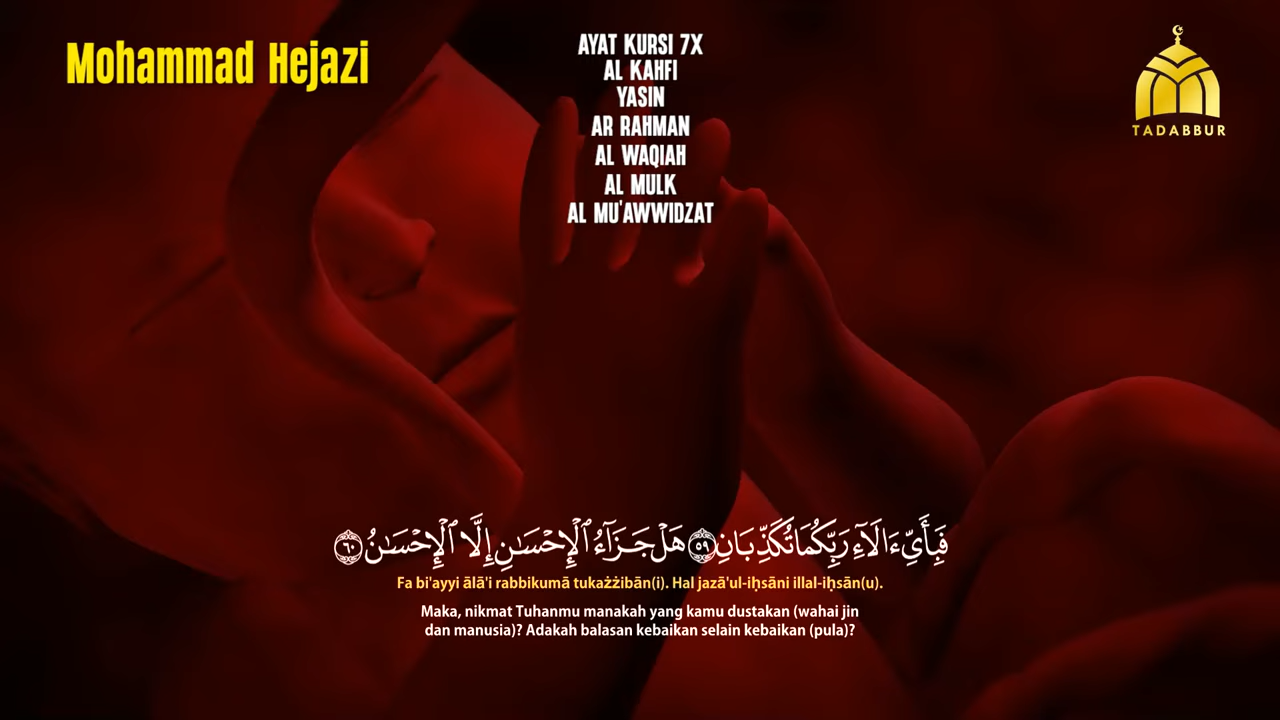 Mohammad Hejazi
AYAT KURSI 7X
AL KAHFI
YASIN
AR RAHMAN
AL WAQIAH
AL MULK
AL MU'AWWIDZAT
TADABBUR
فَبِأَيِّ ءَالَآءِ رَبِّكُمَا تُكَذِّبَانِ ٥٩ هَلْ جَزَآءُ ٱلْإِحْسَـٰنِ إِلَّا ٱلْإِحْسَـٰنُ ٦٠
Fa bi'ayyi ālā'i rabbikumā tukażżibān(i). Hal jazā'ul-iḥsāni illal-iḥsān(u).
Maka, nikmat Tuhanmu manakah yang kamu dustakan (wahai jin
dan manusia)? Adakah balasan kebaikan selain kebaikan (pula)?